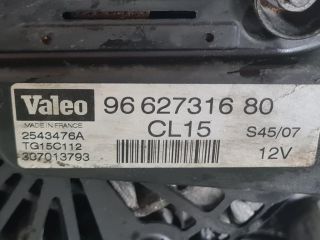 Valeo 96 627316 80
MADE IN FRANCE
CL15 S45/07
2543476A
TG15C112
307013793 12V